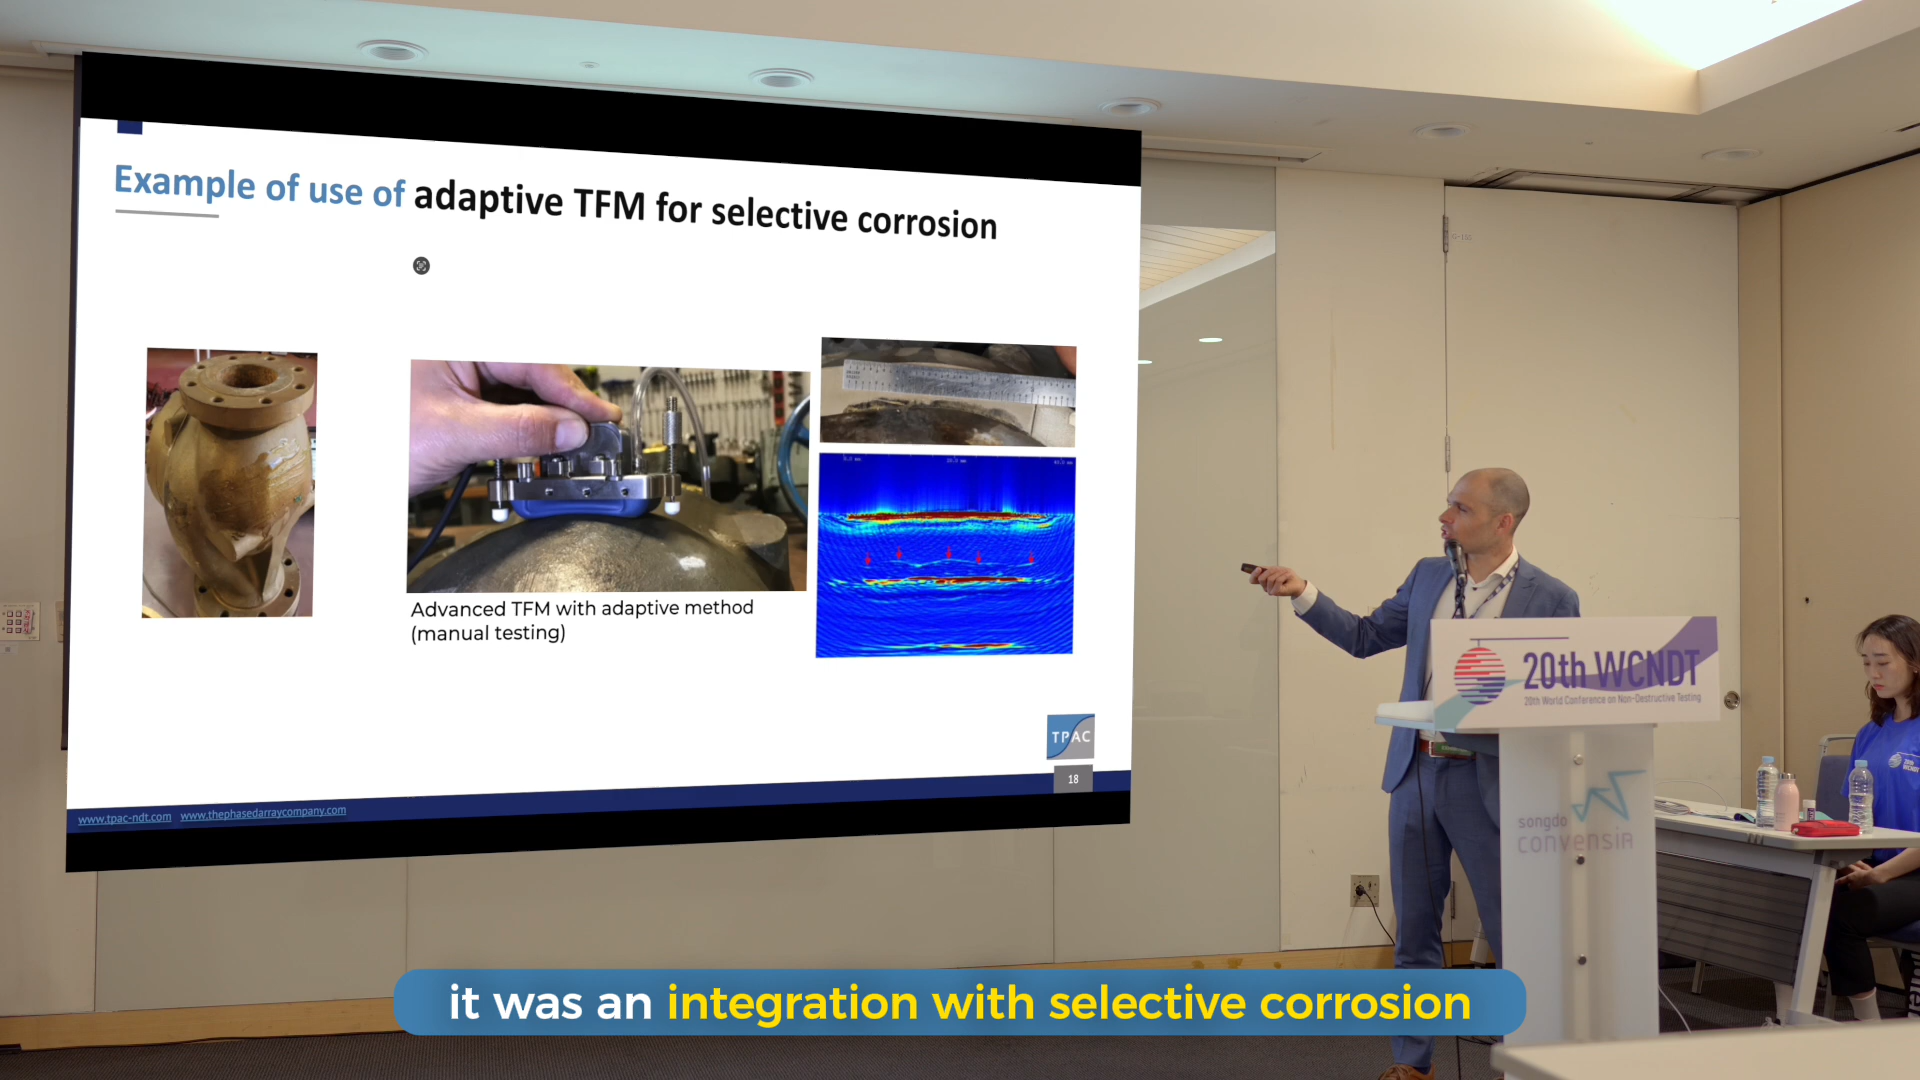 Example of use of adaptive TFM for selective corrosion
Advanced TFM with adaptive method
(manual testing)
TPAC
18
www.tpac-ndt.com www.thephasedarraycompany.com
20th WCNDT
20th World Conference on Non-Destructive Testing
songdo
convensia
20th
WCNDT
it was an integration with selective corrosion